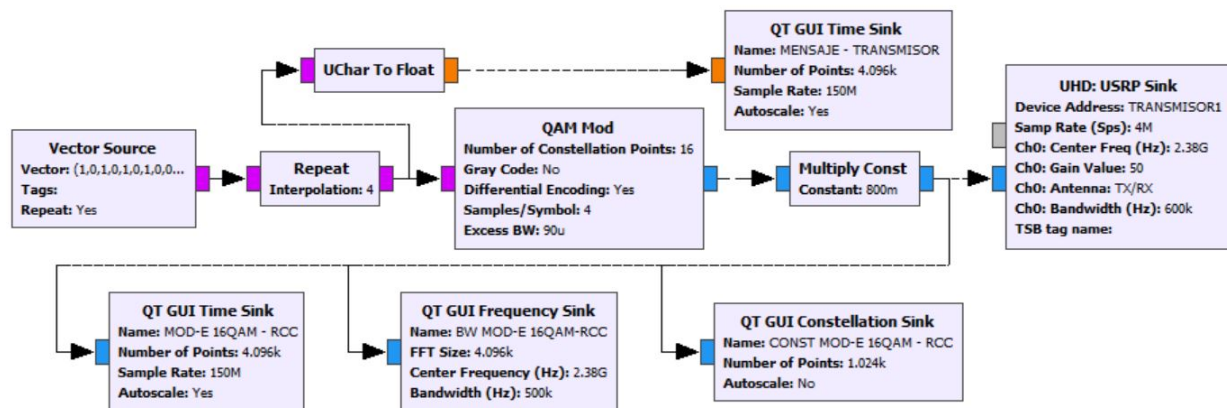 UChar To Float
QT GUI Time Sink
Name: MENSAJE - TRANSMISOR
Number of Points: 4.096k
Sample Rate: 150M
Autoscale: Yes
Vector Source
Vector: (1,0,1,0,1,0,1,0,0...
Tags:
Repeat: Yes
Repeat
Interpolation: 4
QAM Mod
Number of Constellation Points: 16
Gray Code: No
Differential Encoding: Yes
Samples/Symbol: 4
Excess BW: 90u
Multiply Const
Constant: 800m
UHD: USRP Sink
Device Address: TRANSMISOR1
Samp Rate (Sps): 4M
Ch0: Center Freq (Hz): 2.38G
Ch0: Gain Value: 50
Ch0: Antenna: TX/RX
Ch0: Bandwidth (Hz): 600k
TSB tag name:
QT GUI Time Sink
Name: MOD-E 16QAM - RCC
Number of Points: 4.096k
Sample Rate: 150M
Autoscale: Yes
QT GUI Frequency Sink
Name: BW MOD-E 16QAM-RCC
FFT Size: 4.096k
Center Frequency (Hz): 2.38G
Bandwidth (Hz): 500k
QT GUI Constellation Sink
Name: CONST MOD-E 16QAM - RCC
Number of Points: 1.024k
Autoscale: No